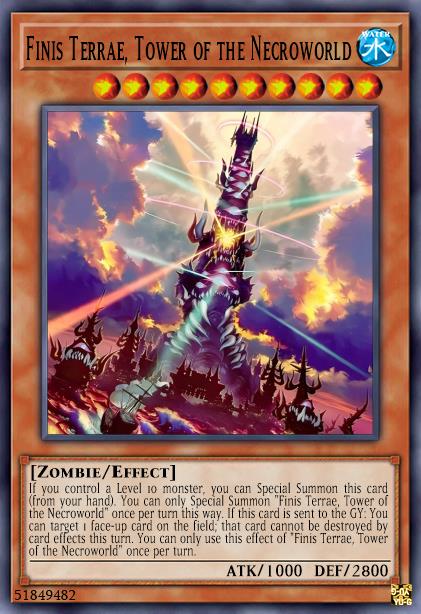 Finis Terrae, Tower of the Necroworld
WATER
水
[Zombie/Effect]
If you control a Level 10 monster, you can Special Summon this card
(from your hand). You can only Special Summon "Finis Terrae, Tower of
the Necroworld" once per turn this way. If this card is sent to the GY: You
can target 1 face-up card on the field; that card cannot be destroyed by
card effects this turn. You can only use this effect of "Finis Terrae, Tower
of the Necroworld" once per turn.
ATK/1000 DEF/2800
51849482